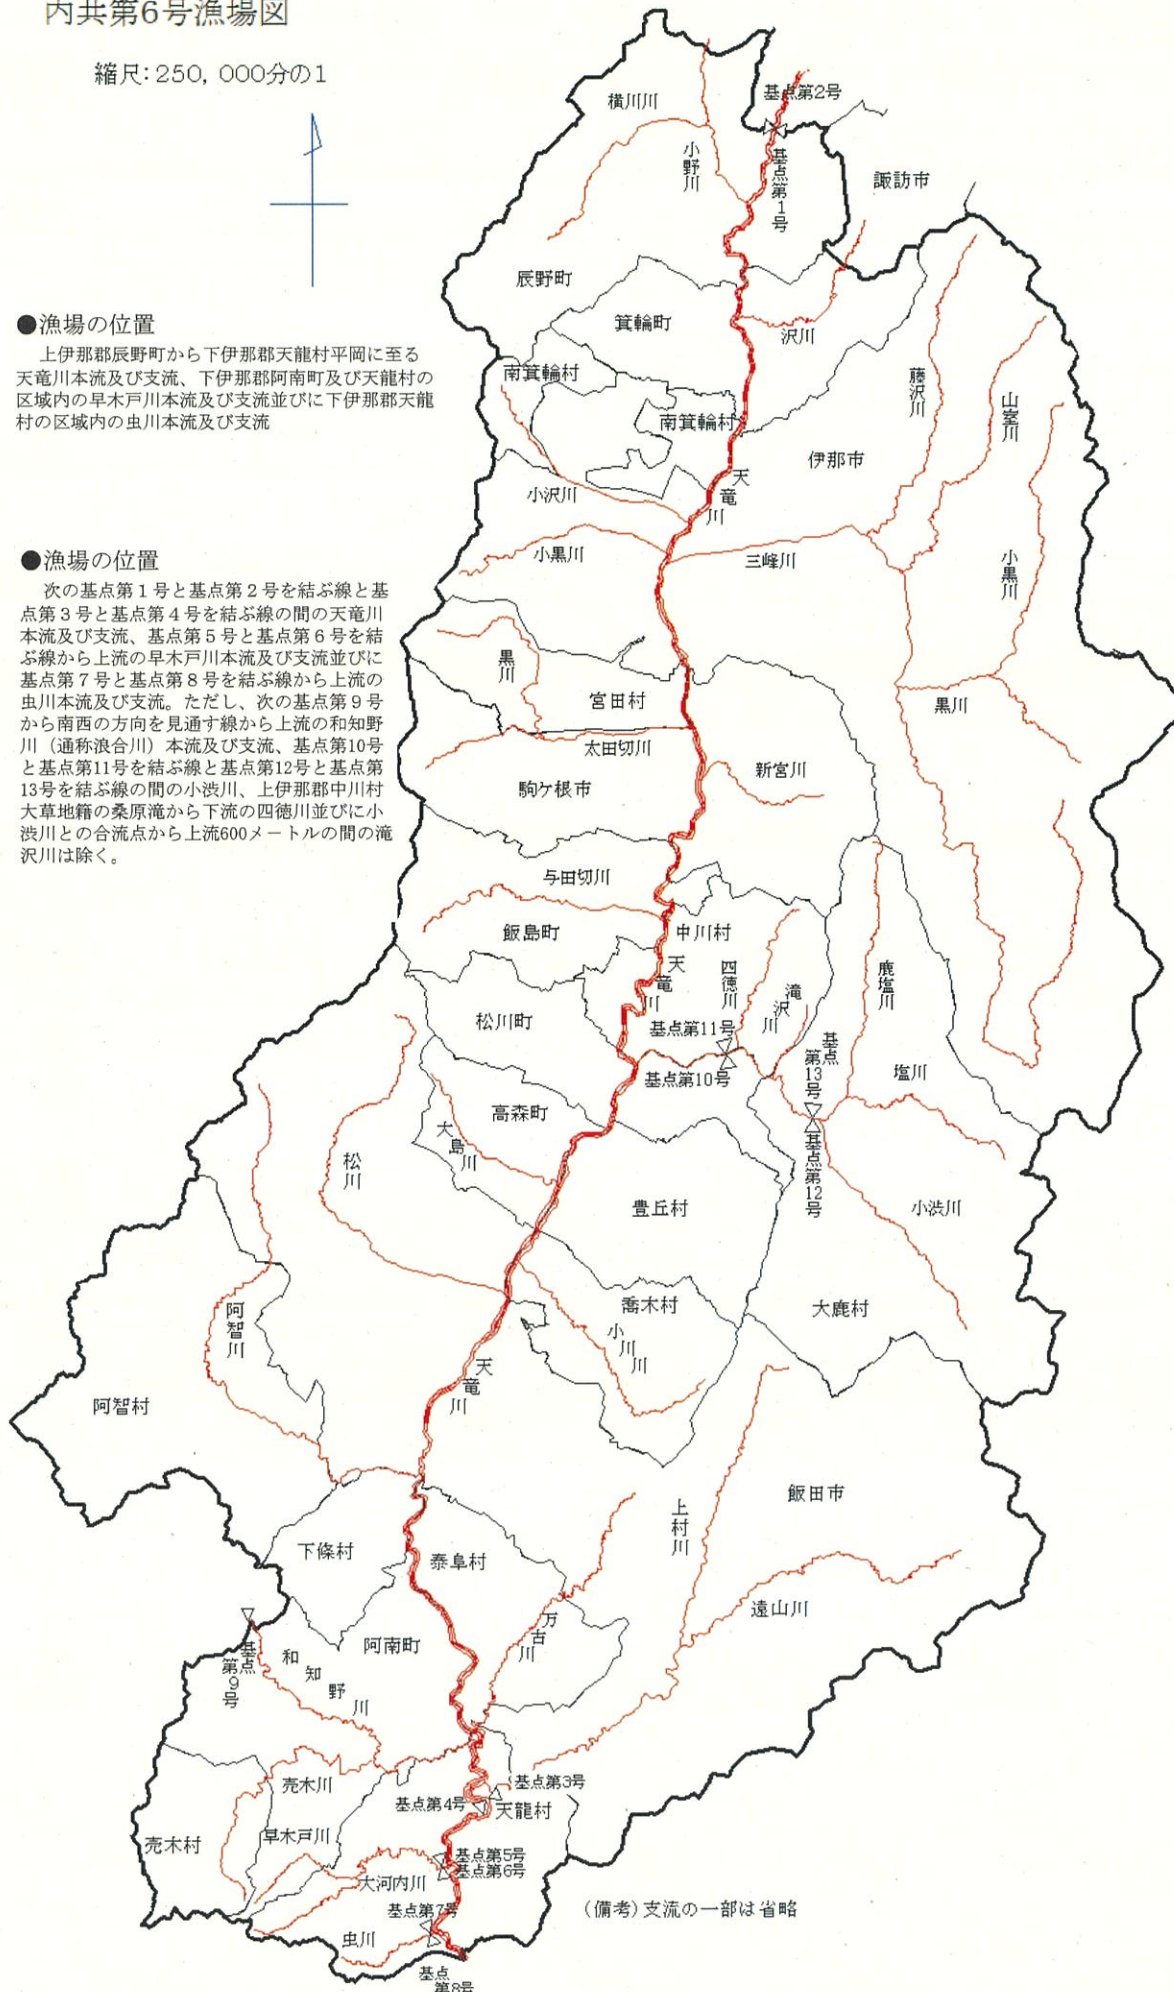 内共第6号漁場図
縮尺:250,000分の1
●漁場の位置
上伊那郡辰野町から下伊那郡天龍村平岡に至る
天竜川本流及び支流、下伊那郡阿南町及び天龍村の
区域内の早木戸川本流及び支流並びに下伊那郡天龍
村の区域内の虫川本流及び支流
●漁場の位置
次の基点第1号と基点第2号を結ぶ線と基
点第3号と基点第4号を結ぶ線の間の天竜川
本流及び支流、基点第5号と基点第6号を結
ぶ線から上流の早木戸川本流及び支流並びに
基点第7号と基点第8号を結ぶ線から上流の
虫川本流及び支流。ただし、次の基点第9号
から南西の方向を見通す線から上流の和知野
川(通称浪合川)本流及び支流、基点第10号
と基点第11号を結ぶ線と基点第12号と基点第
13号を結ぶ線の間の小渋川、上伊那郡中川村
大草地籍の桑原滝から下流の四徳川並びに小
渋川との合流点から上流600メートルの間の滝
沢川は除く。
基点第2号
横川川
小野川
基点第1号
諏訪市
辰野町
箕輪町
沢川
南箕輪村
藤沢川
山室川
南箕輪村
伊那市
天竜川
小沢川
小黒川
三峰川
小黒川
黒川
宮田村
黒川
太田切川
新宮川
駒ケ根市
与田切川
飯島町
中川村
天竜川
四徳川
滝沢川
鹿塩川
松川町
基点第11号
基点第10号
基点第13号
塩川
高森町
大島川
松川
基点第12号
豊丘村
小渋川
喬木村
大鹿村
小川川
阿智川
天竜川
阿智村
飯田市
上村川
下條村
泰阜村
遠山川
万古川
阿南町
和知野川
基点第9号
売木川
基点第3号
基点第4号
天龍村
早木戸川
売木村
基点第5号
基点第6号
大河内川
基点第7号
虫川
(備考)支流の一部は省略
基点第8号